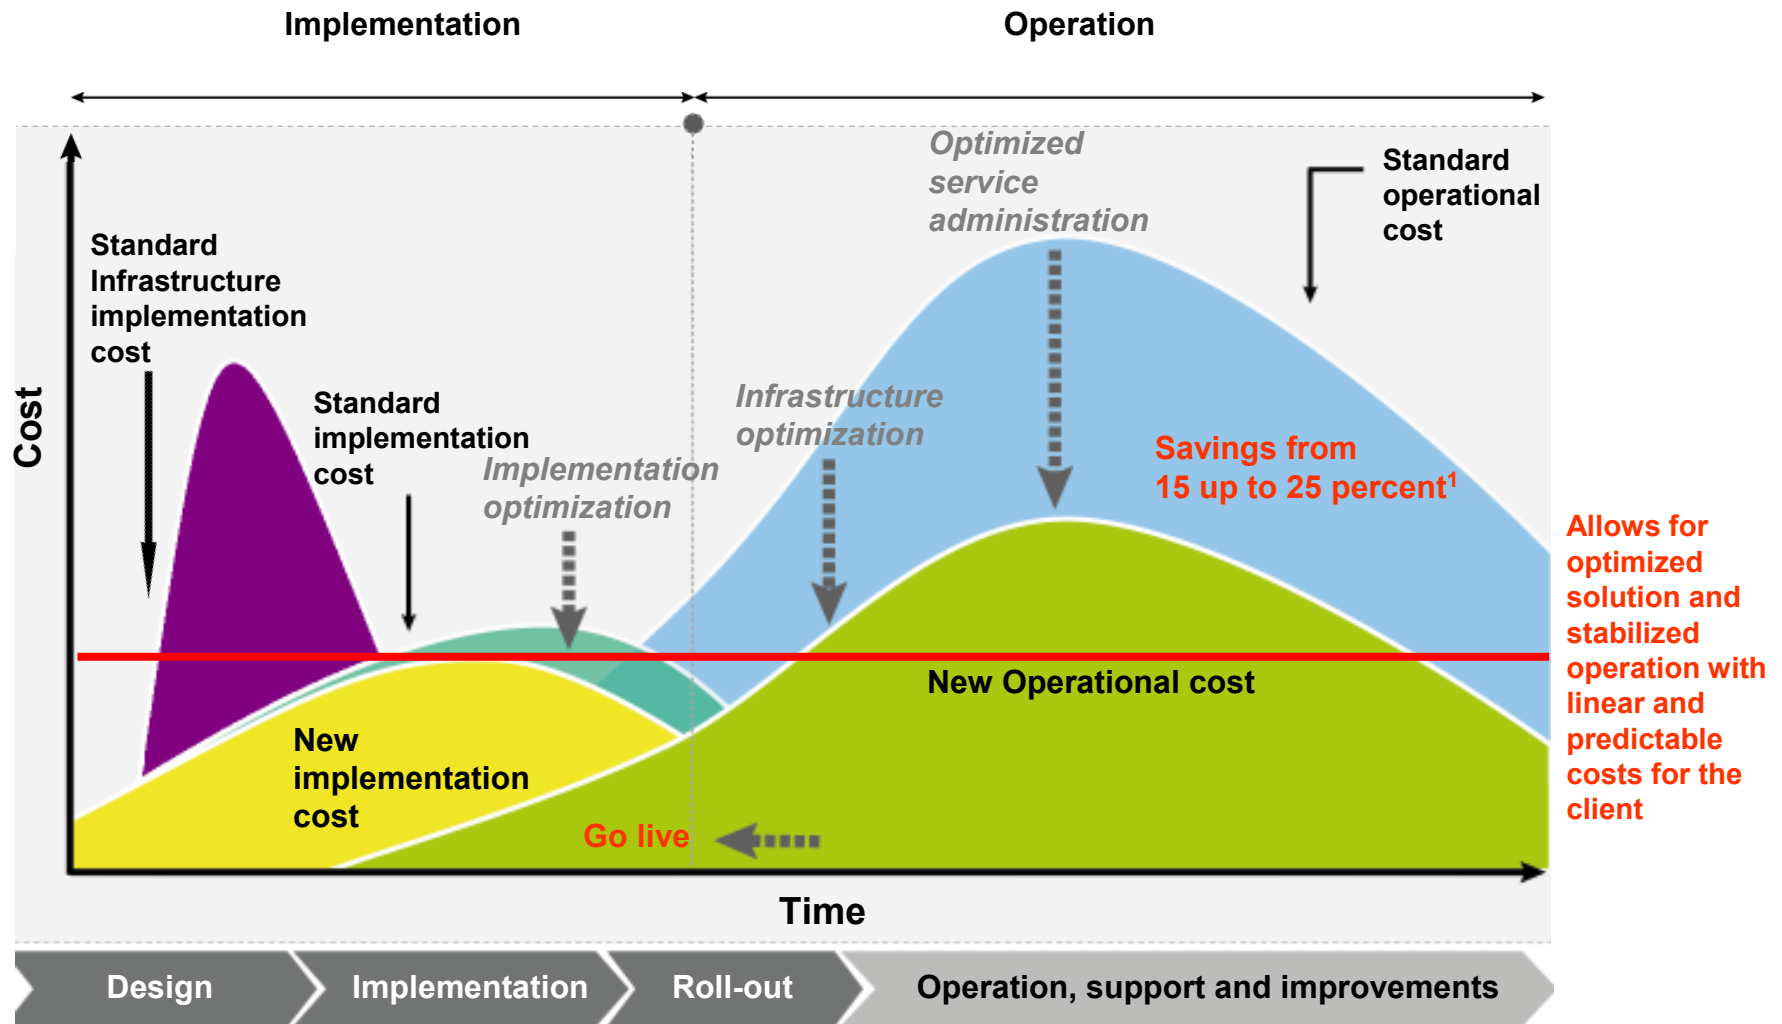 Implementation
Operation
Optimized
service
administration
Standard
operational
cost
Standard
Infrastructure
implementation
cost
Standard
implementation
cost
Infrastructure
optimization
Implementation
optimization
Cost
Savings from
15 up to 25 percent¹
Allows for
optimized
solution and
stabilized
operation with
linear and
predictable
costs for the
client
New Operational cost
New
implementation
cost
Go live
Time
Design
Implementation
Roll-out
Operation, support and improvements